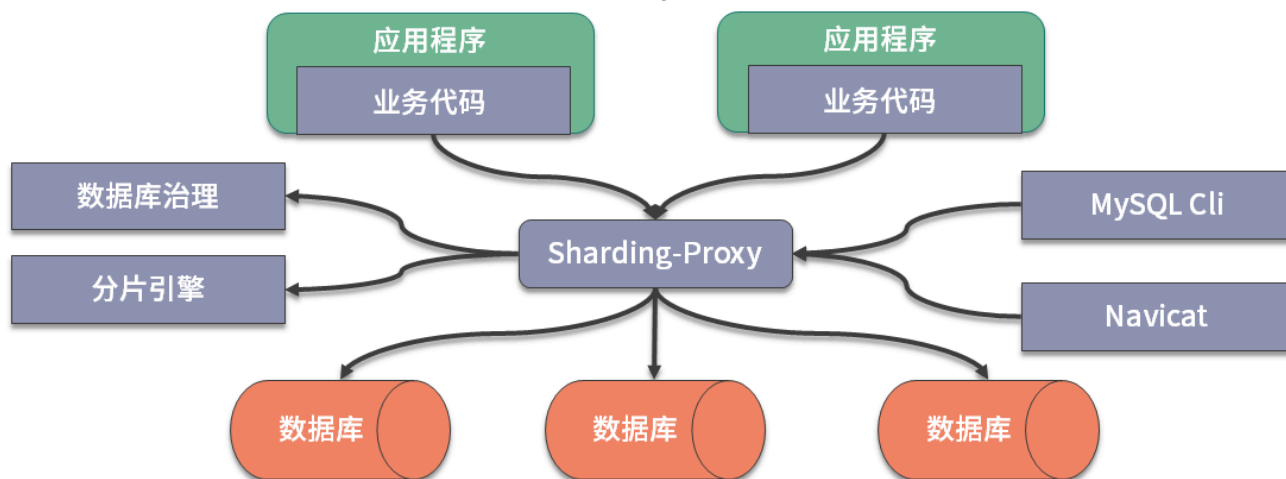 应用程序
业务代码
应用程序
业务代码
数据库治理
分片引擎
Sharding-Proxy
MySQL Cli
Navicat
数据库
数据库
数据库